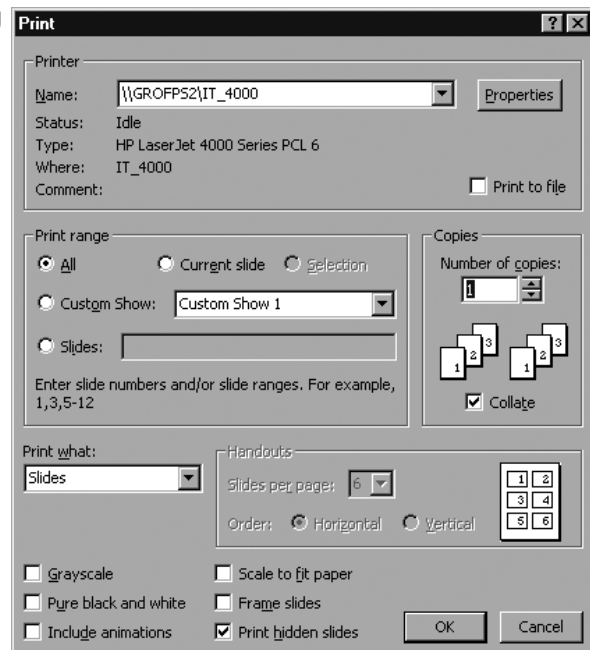 Print
Printer
Name: \\GROFPS2\IT_4000 Properties
Status: Idle
Type: HP LaserJet 4000 Series PCL 6
Where: IT_4000
Comment: Print to file
Print range
All Current slide Selection
Custom Show: Custom Show 1
Slides:
Enter slide numbers and/or slide ranges. For example,
1,3,5-12
Copies
Number of copies:
1
1 2 3 1 2 3
Collate
Print what:
Slides
Handouts
Slides per page: 6
Order: Horizontal Vertical
1 2
3 4
5 6
Grayscale Scale to fit paper
Pure black and white Frame slides
Include animations Print hidden slides
OK Cancel